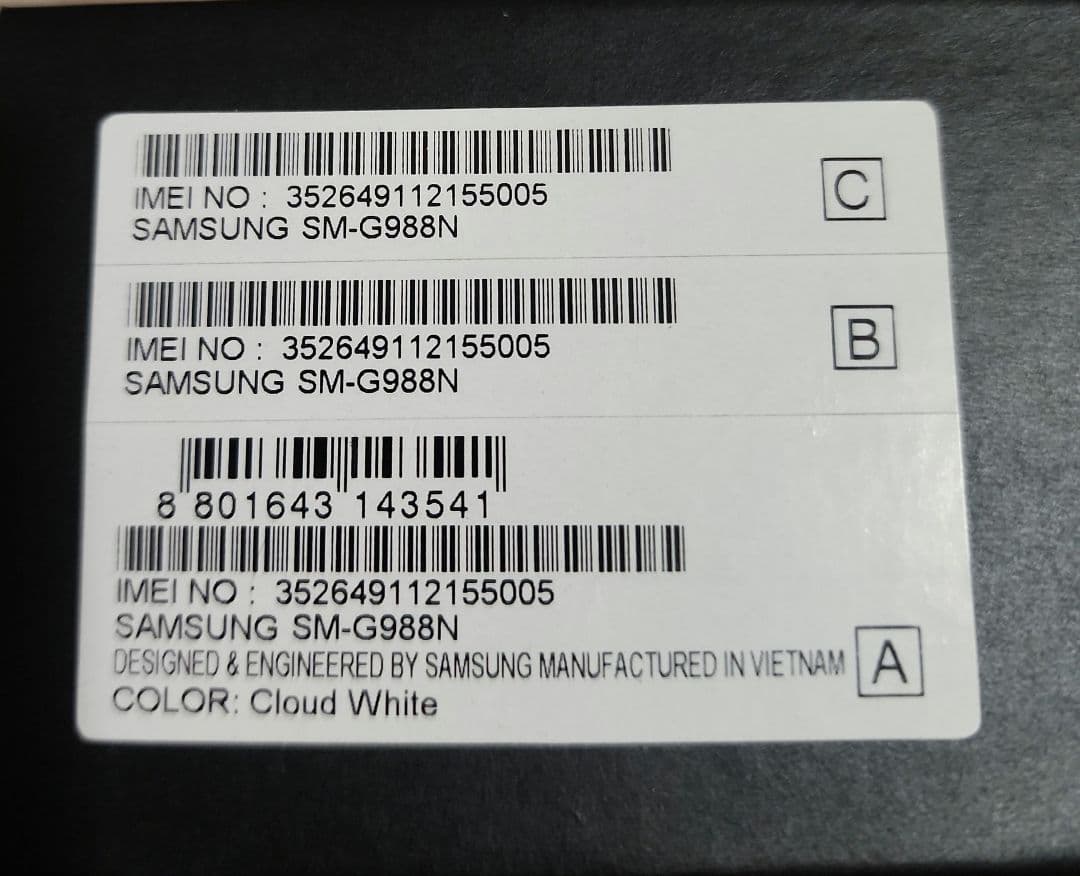 IMEI NO : 352649112155005
SAMSUNG SM-G988N
C
IMEI NO : 352649112155005
SAMSUNG SM-G988N
B
8 801643 143541
IMEI NO : 352649112155005
SAMSUNG SM-G988N
DESIGNED & ENGINEERED BY SAMSUNG MANUFACTURED IN VIETNAM
A
COLOR: Cloud White